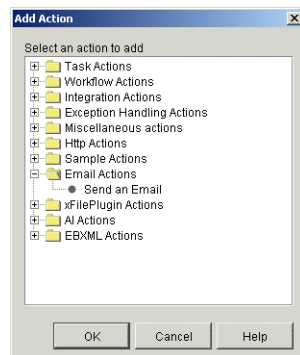 Add Action
Select an action to add
Task Actions
Workflow Actions
Integration Actions
Exception Handling Actions
Miscellaneous actions
Http Actions
Sample Actions
Email Actions
Send an Email
xFilePlugin Actions
AI Actions
EBXML Actions
OK Cancel Help